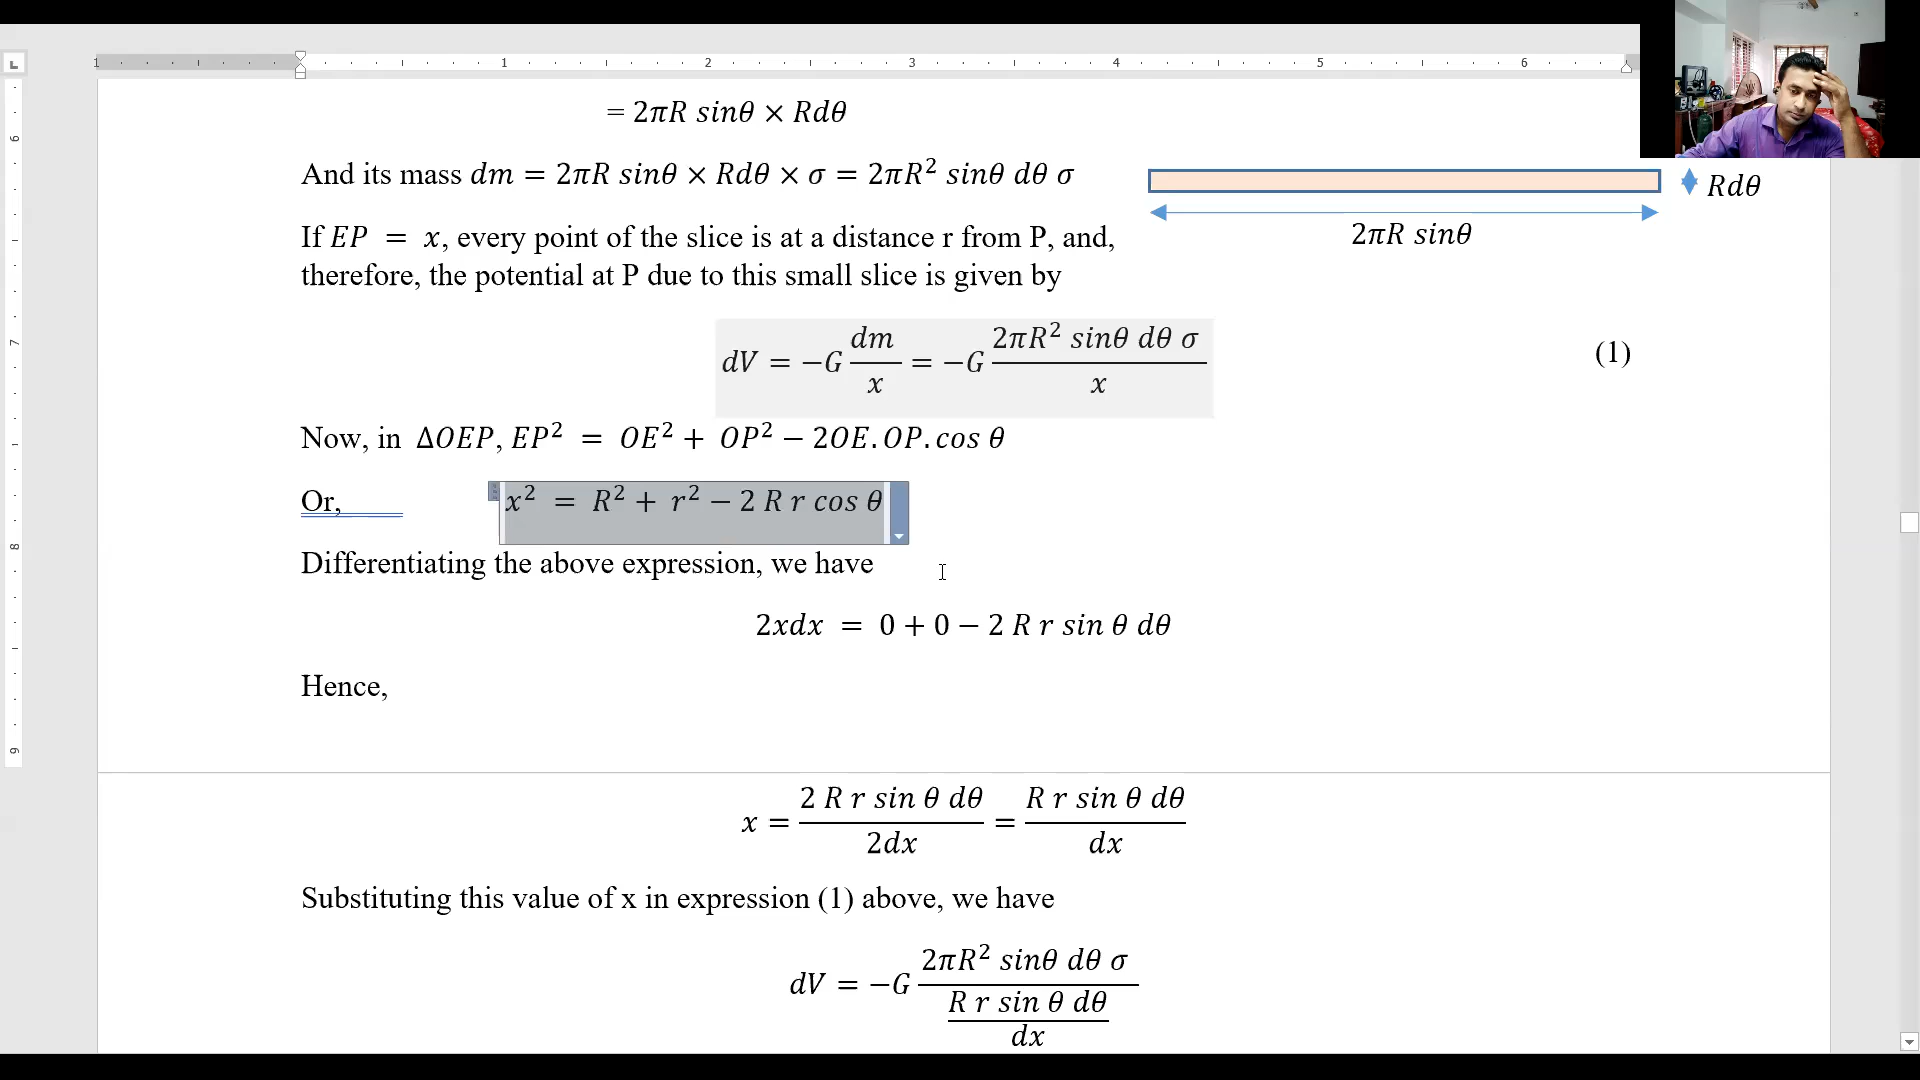 1 1 2 3 4 5 6
= 2πR sinθ × Rdθ
And its mass dm = 2πR sinθ × Rdθ × σ = 2πR² sinθ dθ σ
Rdθ
2πR sinθ
If EP = x, every point of the slice is at a distance r from P, and,
therefore, the potential at P due to this small slice is given by
dV = −G dm/x = −G 2πR² sinθ dθ σ/x (1)
Now, in ΔOEP, EP² = OE² + OP² − 2OE.OP.cos θ
Or, x² = R² + r² − 2 R r cos θ
Differentiating the above expression, we have
2xdx = 0 + 0 − 2 R r sin θ dθ
Hence,
x = 2 R r sin θ dθ/2dx = R r sin θ dθ/dx
Substituting this value of x in expression (1) above, we have
dV = −G 2πR² sinθ dθ σ/(R r sin θ dθ/dx)
6
7
8
9